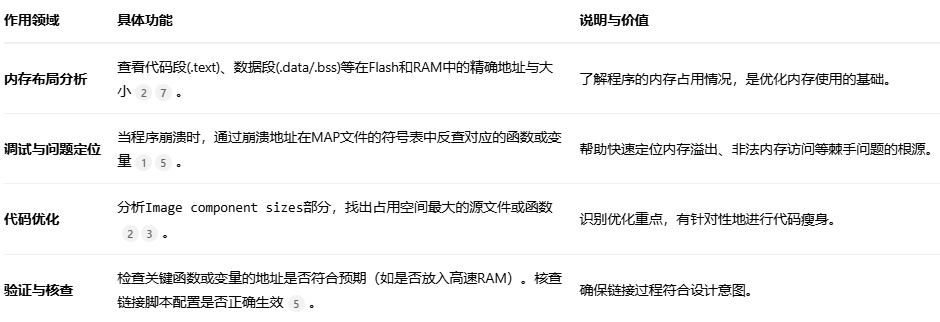 作用领域 具体功能 说明与价值
内存布局分析 查看代码段(.text)、数据段(.data/.bss)等在Flash和RAM中的精确地址与大小 2 7 。 了解程序的内存占用情况，是优化内存使用的基础。
调试与问题定位 当程序崩溃时，通过崩溃地址在MAP文件的符号表中反查对应的函数或变量 1 5 。 帮助快速定位内存溢出、非法内存访问等棘手问题的根源。
代码优化 分析Image component sizes部分，找出占用空间最大的源文件或函数 2 3 。 识别优化重点，有针对性地进行代码瘦身。
验证与核查 检查关键函数或变量的地址是否符合预期（如是否放入高速RAM）。核查链接脚本配置是否正确生效 5 。 确保链接过程符合设计意图。